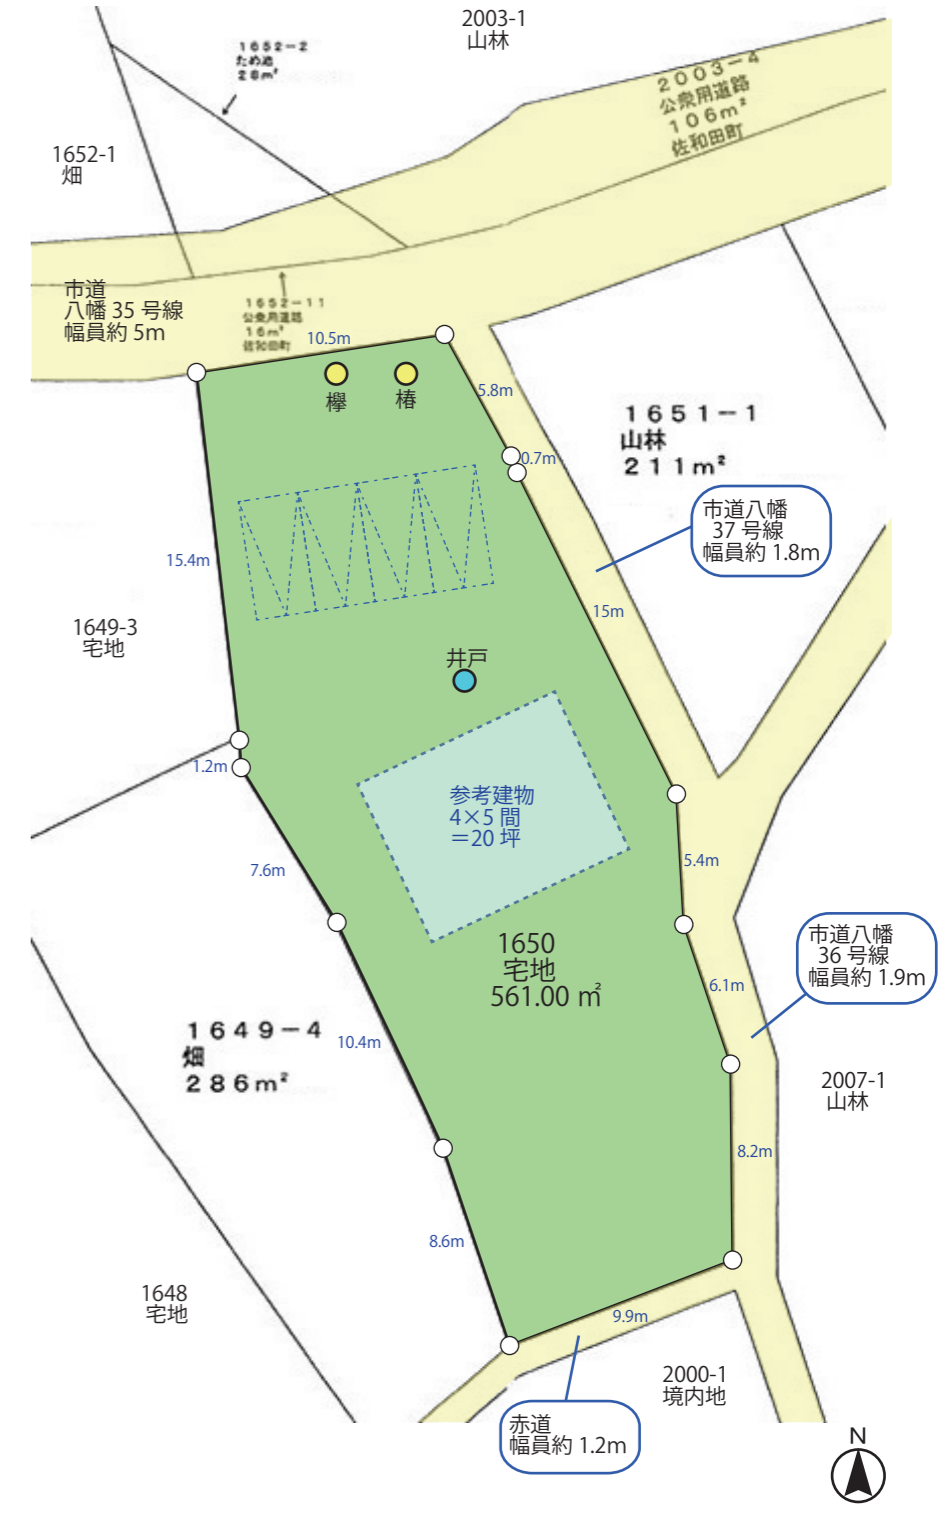 2003-1
山林
1652-2
ため池
26m²
2003-4
公衆用道路
106m²
佐和田町
1652-1
畑
市道
八幡 35 号線
幅員約 5m
1652-11
公衆用道路
16m²
佐和田町
10.5m
欅
椿
5.8m
0.7m
1651-1
山林
211m²
市道八幡
37 号線
幅員約 1.8m
15.4m
15m
1649-3
宅地
井戸
1.2m
参考建物
4×5 間
＝20 坪
7.6m
5.4m
1650
宅地
561.00 ㎡
市道八幡
36 号線
幅員約 1.9m
6.1m
1649-4
畑
286m²
10.4m
2007-1
山林
8.2m
8.6m
1648
宅地
9.9m
2000-1
境内地
赤道
幅員約 1.2m
N